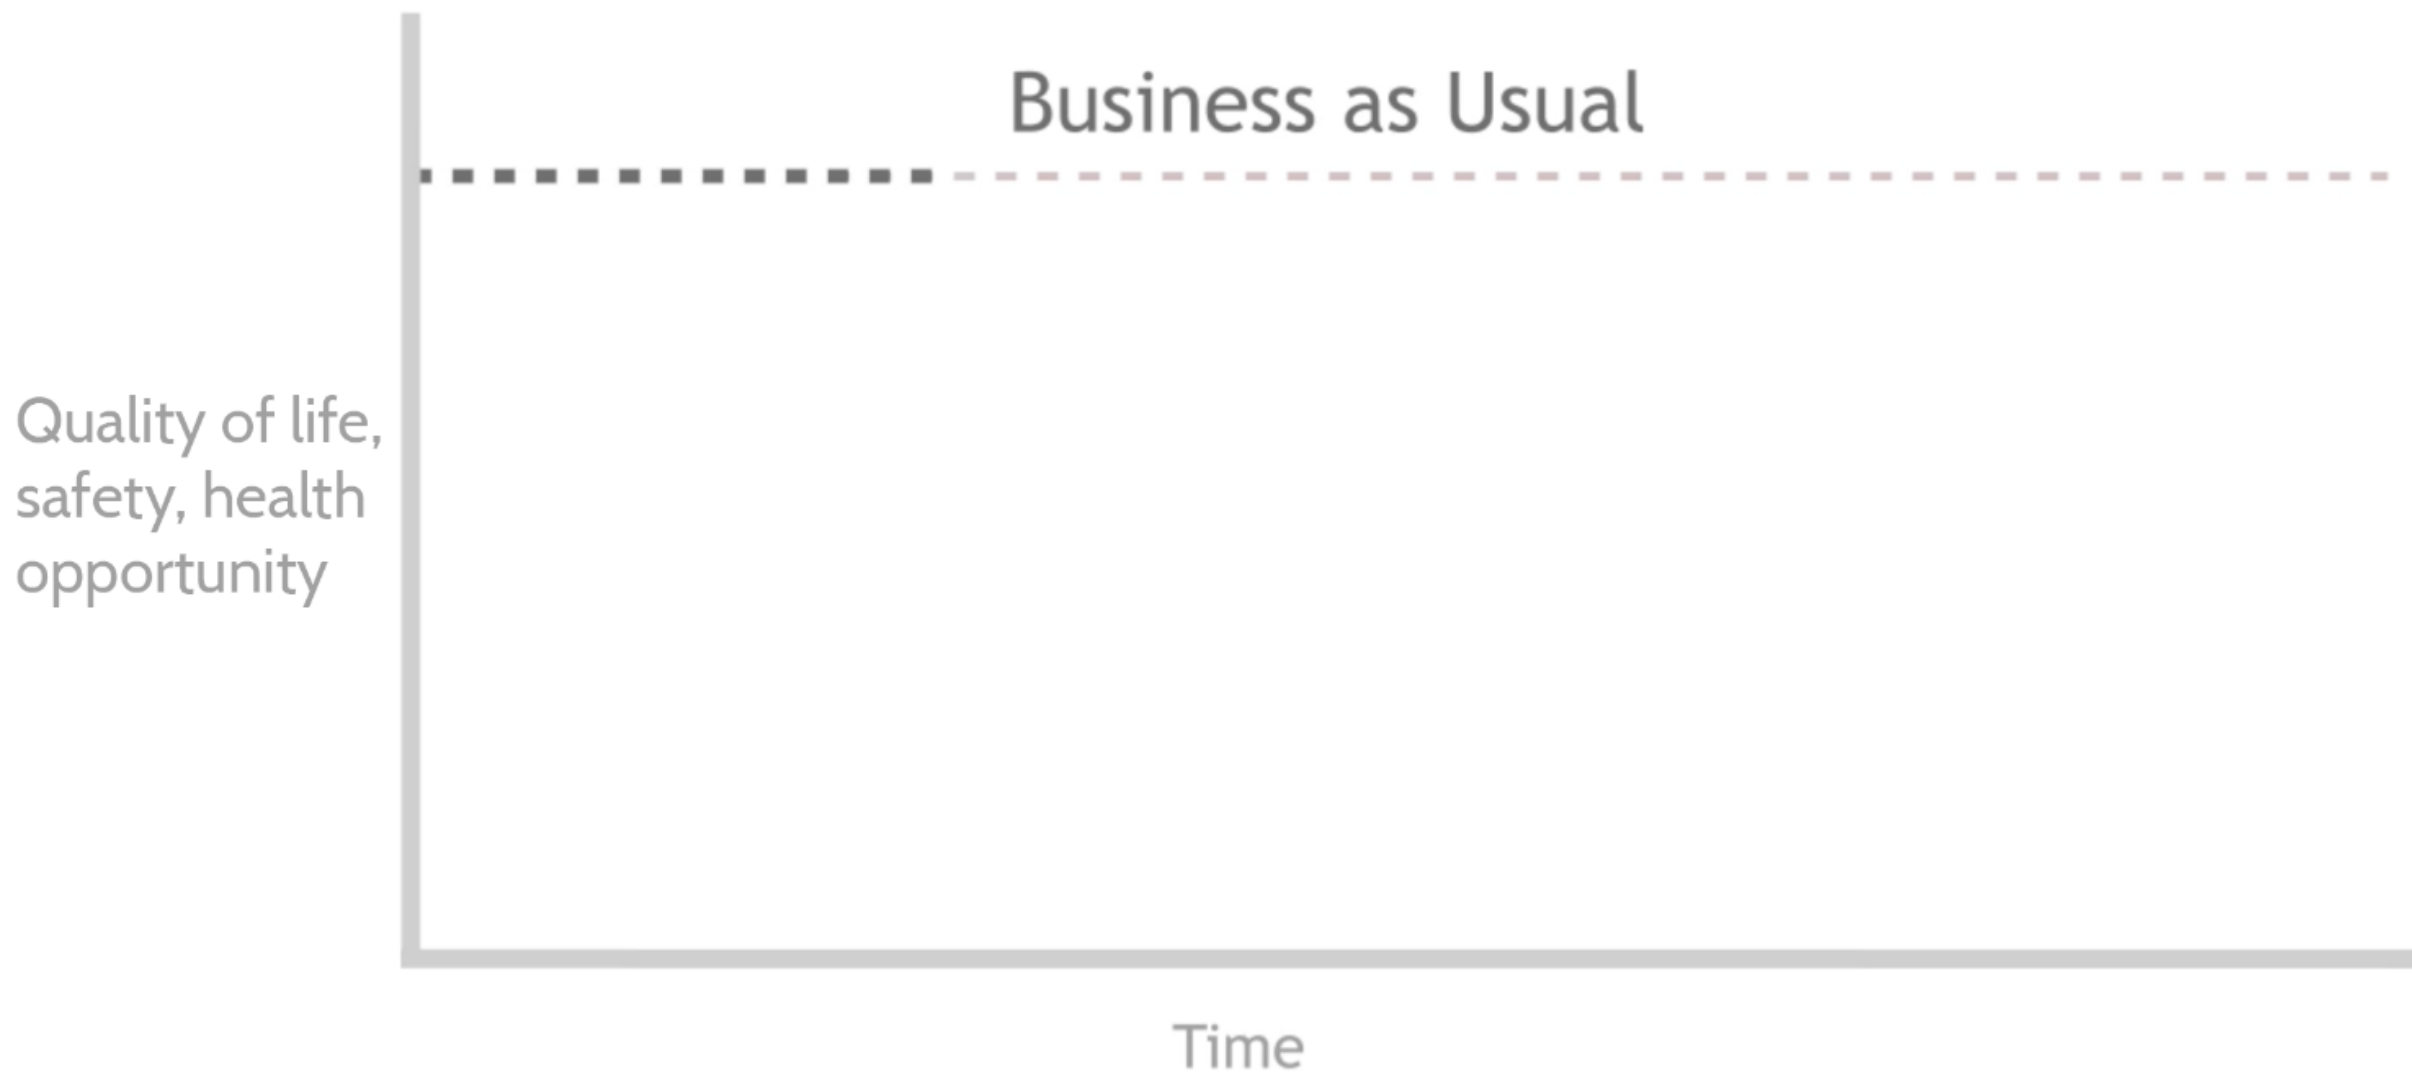 Business as Usual
Quality of life,
safety, health
opportunity
Time